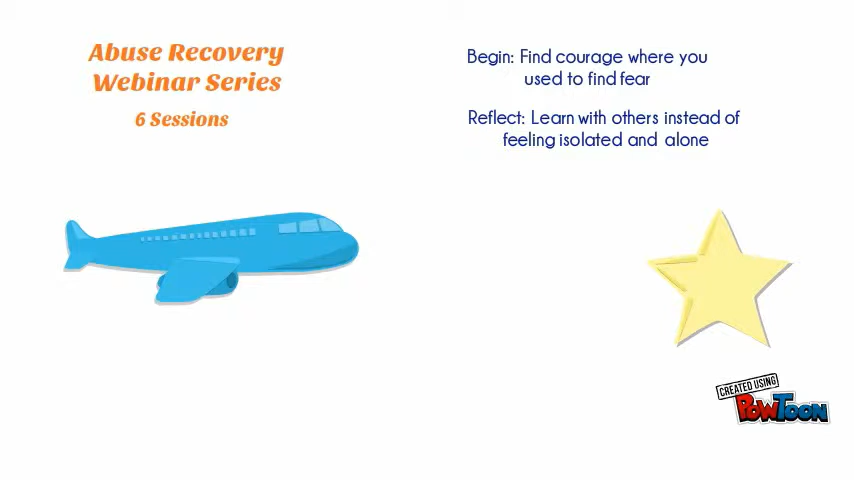 Abuse Recovery
Webinar Series
6 Sessions
Begin: Find courage where you
used to find fear
Reflect: Learn with others instead of
feeling isolated and alone
CREATED USING
POWTOON